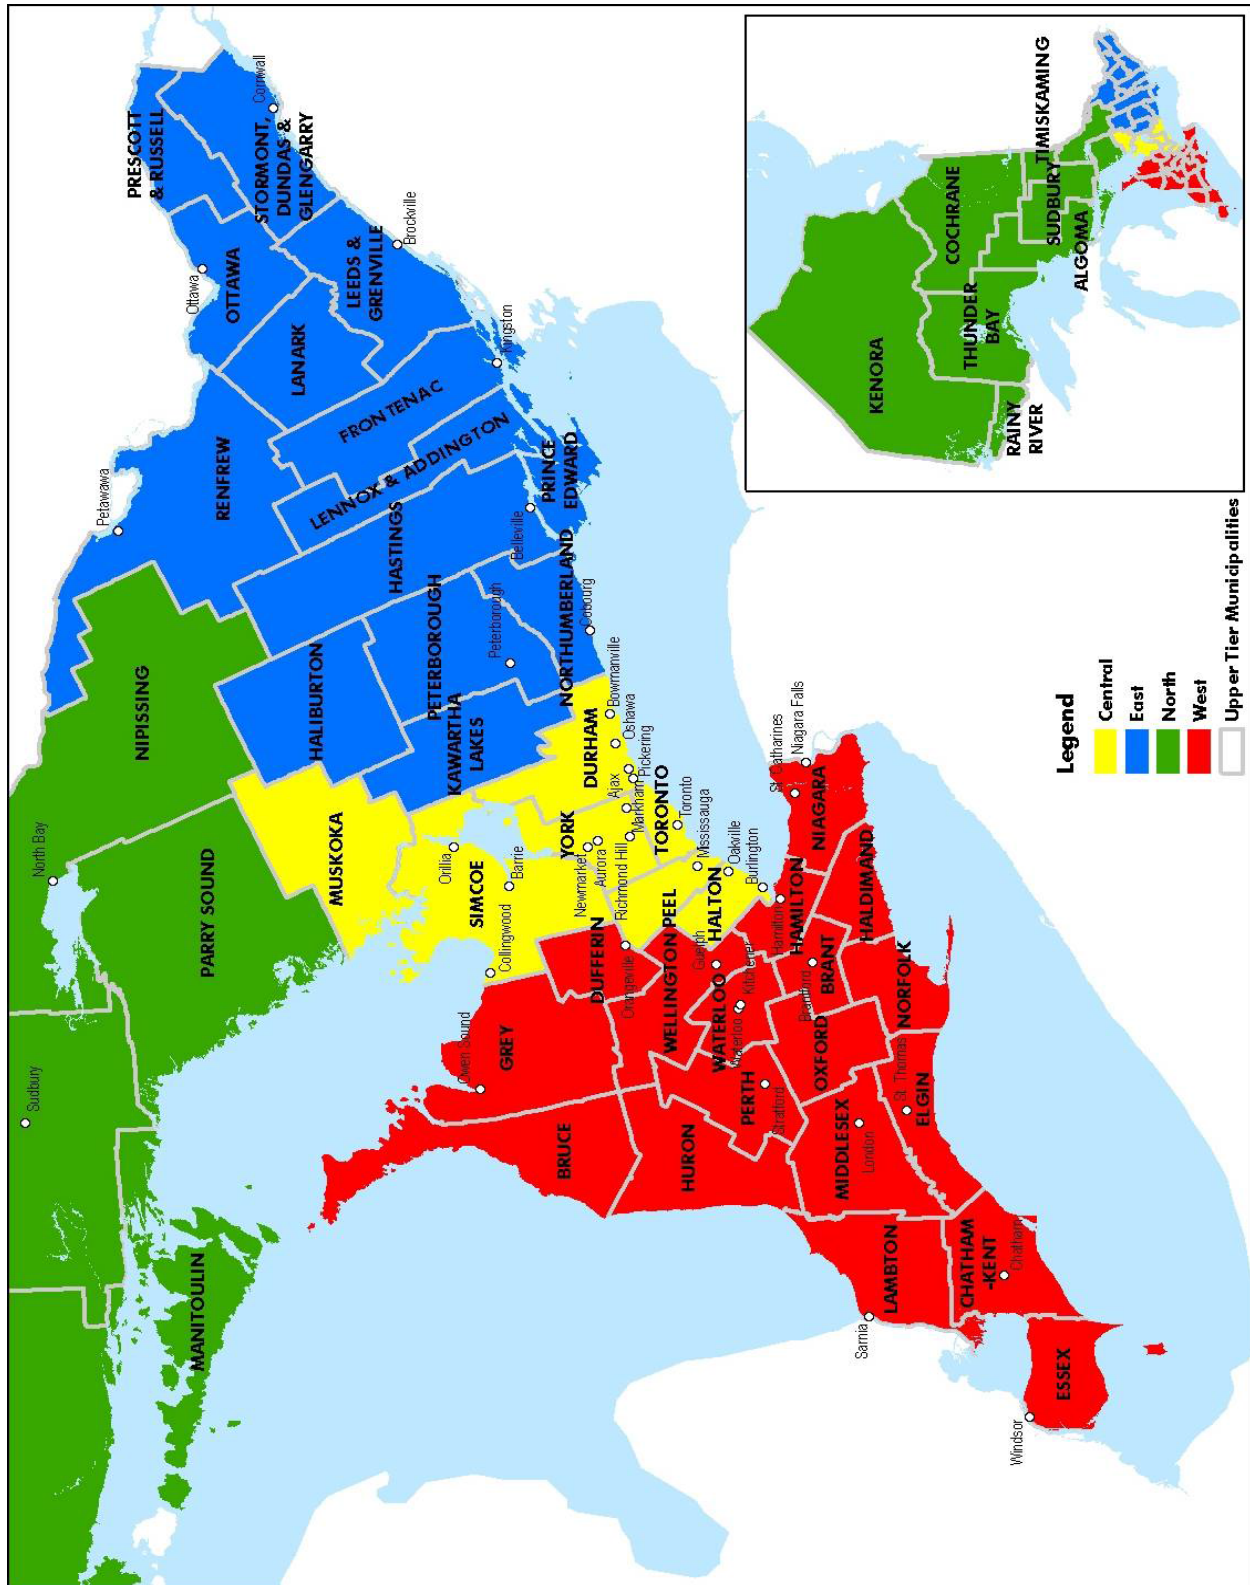 Sudbury
North Bay
NIPISSING
PARRY SOUND
MANITOULIN
Petawawa
RENFREW
Ottawa
OTTAWA
PRESCOTT
& RUSSELL
Cornwall
STORMONT,
DUNDAS &
GLENGARRY
LANARK
LEEDS &
GRENVILLE
Brockville
FRONTENAC
Kingston
LENNOX & ADDINGTON
HASTINGS
Belleville
PRINCE
EDWARD
HALIBURTON
PETERBOROUGH
Peterborough
KAWARTHA
LAKES
NORTHUMBERLAND
Cobourg
MUSKOKA
Orillia
SIMCOE
Barrie
Collingwood
YORK
Newmarket
Aurora
Richmond Hill
Markham
DURHAM
Ajax
Pickering
Oshawa
Bowmanville
TORONTO
Toronto
PEEL
Mississauga
HALTON
Oakville
Burlington
Owen Sound
GREY
BRUCE
DUFFERIN
Orangeville
WELLINGTON
Guelph
HURON
PERTH
Stratford
WATERLOO
Waterloo
Kitchener
HAMILTON
Hamilton
St. Catharines
Niagara Falls
NIAGARA
BRANT
Brantford
HALDIMAND
OXFORD
NORFOLK
MIDDLESEX
London
St. Thomas
ELGIN
LAMBTON
Sarnia
CHATHAM
-KENT
Chatham
Windsor
ESSEX
KENORA
COCHRANE
THUNDER
BAY
RAINY
RIVER
TIMISKAMING
SUDBURY
ALGOMA
Legend
Central
East
North
West
Upper Tier Municipalities